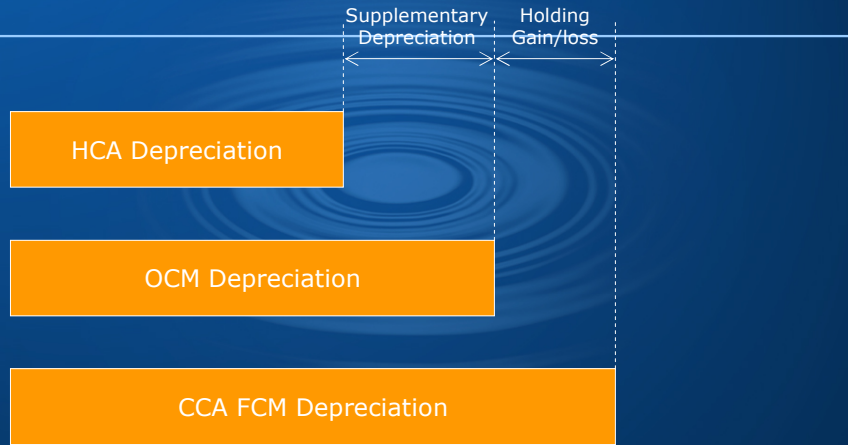 Supplementary
Depreciation
Holding
Gain/loss
HCA Depreciation
OCM Depreciation
CCA FCM Depreciation